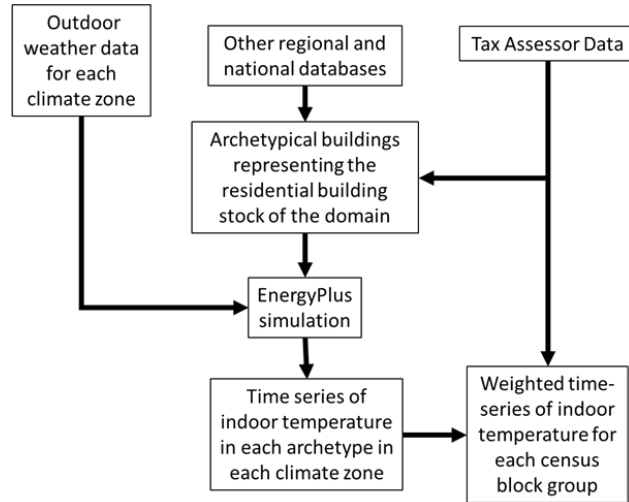 Outdoor
weather data
for each
climate zone
Other regional and
national databases
Tax Assessor Data
Archetypical buildings
representing the
residential building
stock of the domain
EnergyPlus
simulation
Time series of
indoor temperature
in each archetype in
each climate zone
Weighted time-
series of indoor
temperature for
each census
block group